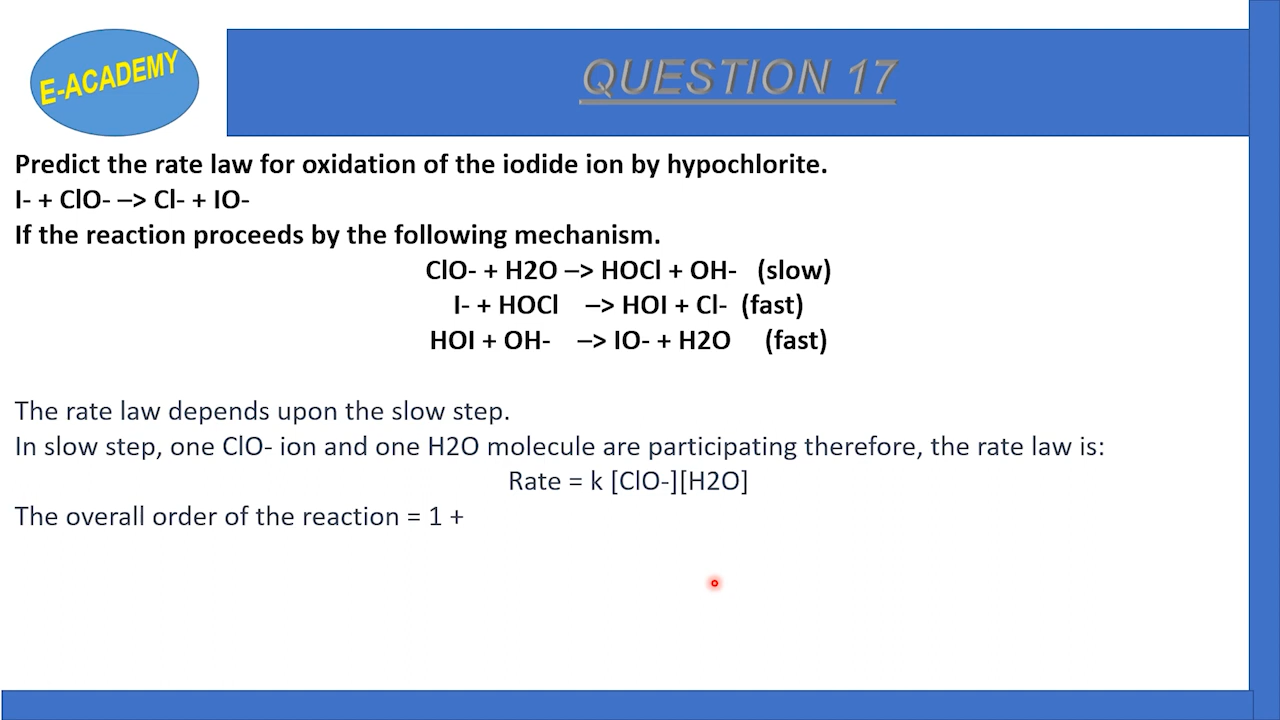 E-ACADEMY
QUESTION 17
Predict the rate law for oxidation of the iodide ion by hypochlorite.
I- + ClO- –> Cl- + IO-
If the reaction proceeds by the following mechanism.
ClO- + H2O –> HOCl + OH- (slow)
I- + HOCl –> HOI + Cl- (fast)
HOI + OH- –> IO- + H2O (fast)
The rate law depends upon the slow step.
In slow step, one ClO- ion and one H2O molecule are participating therefore, the rate law is:
Rate = k [ClO-][H2O]
The overall order of the reaction = 1 +